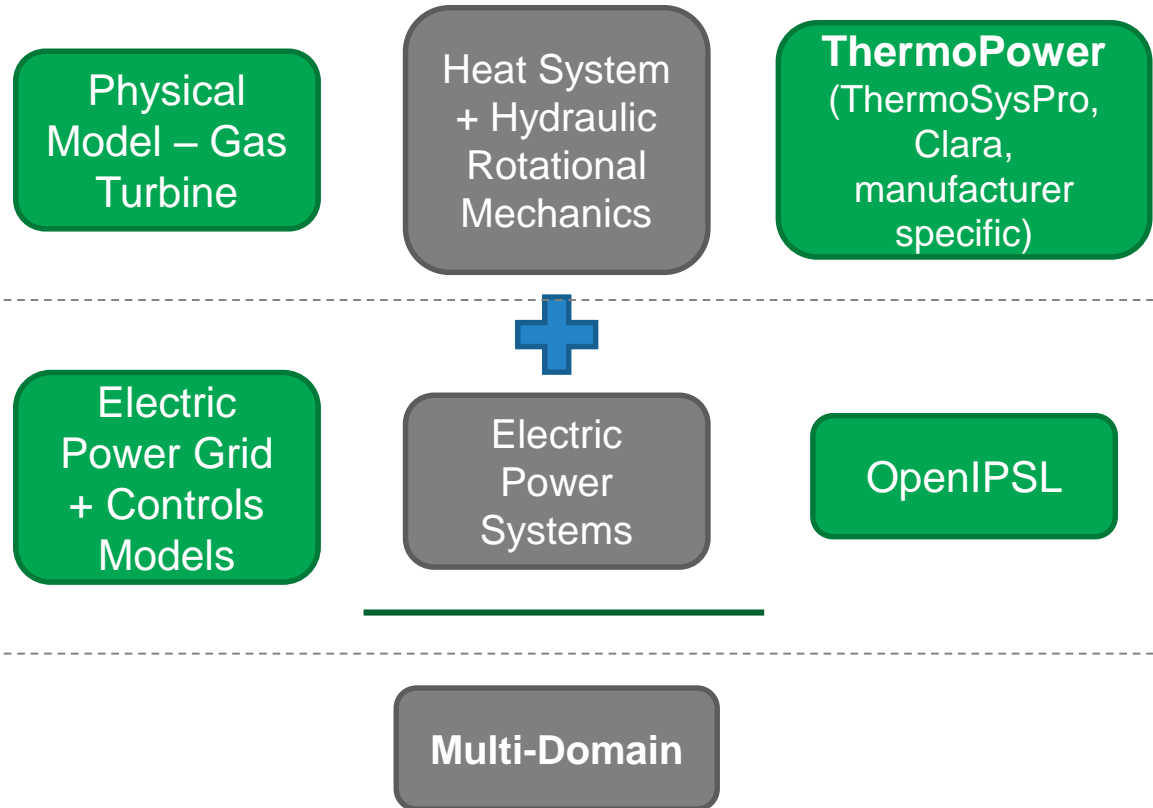 Physical
Model – Gas
Turbine
Heat System
+ Hydraulic
Rotational
Mechanics
ThermoPower
(ThermoSysPro,
Clara,
manufacturer
specific)
Electric
Power Grid
+ Controls
Models
Electric
Power
Systems
OpenIPSL
Multi-Domain